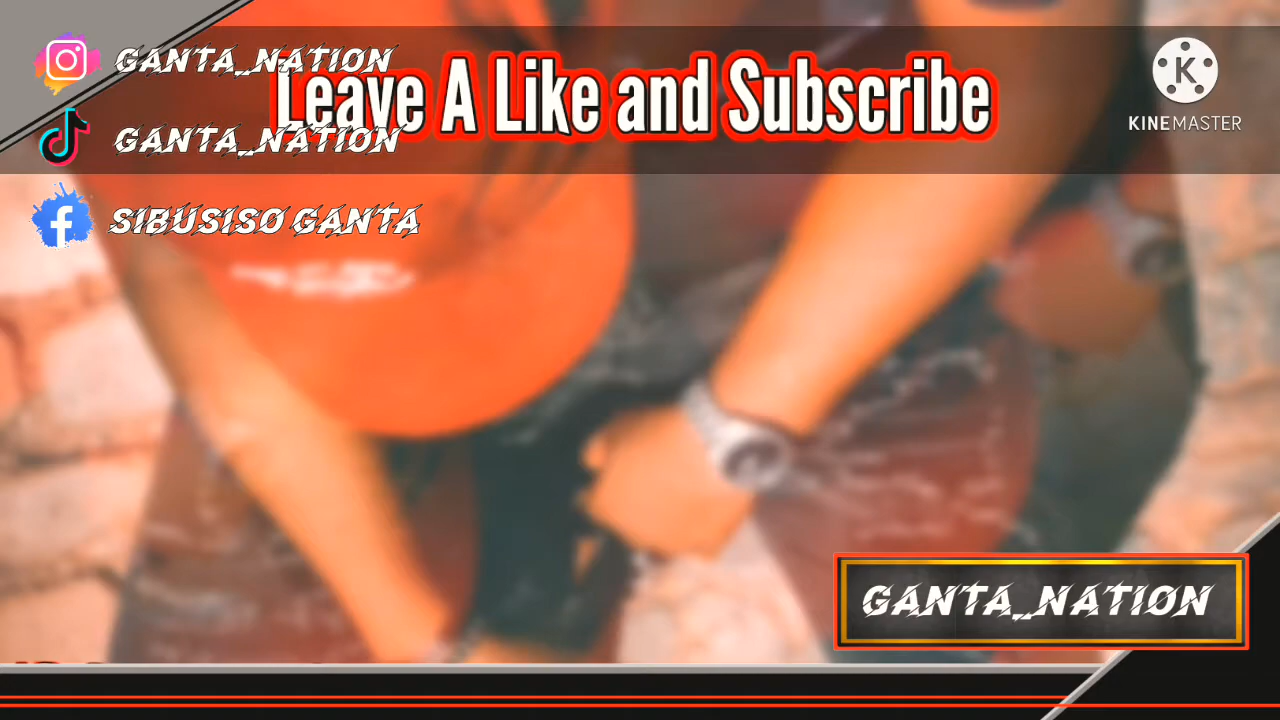 GANTA_NATION
Leave A Like and Subscribe
GANTA_NATION
SIBUSISO GANTA
K
KINEMASTER
GANTA_NATION